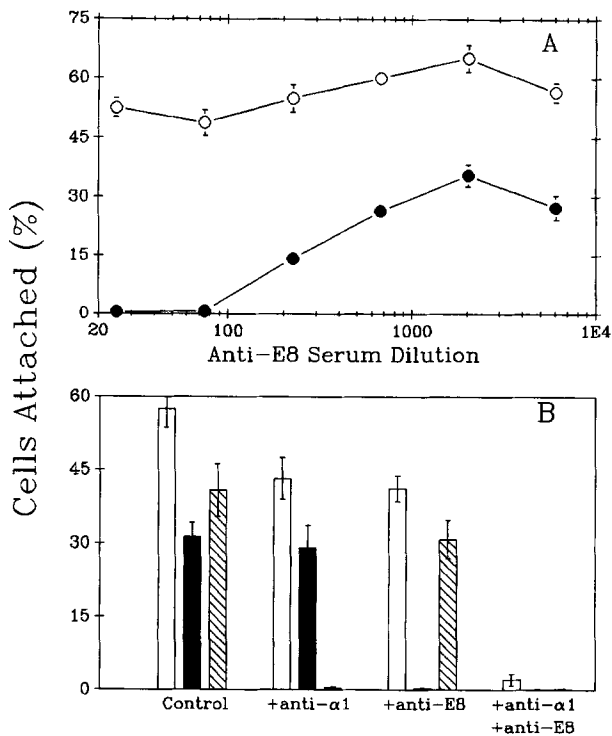 A
75
60
45
30
15
0
20
100
1000
1E4
Anti-E8 Serum Dilution
Cells Attached (%)
B
60
45
30
15
0
Control
+anti-α1
+anti-E8
+anti-α1
+anti-E8